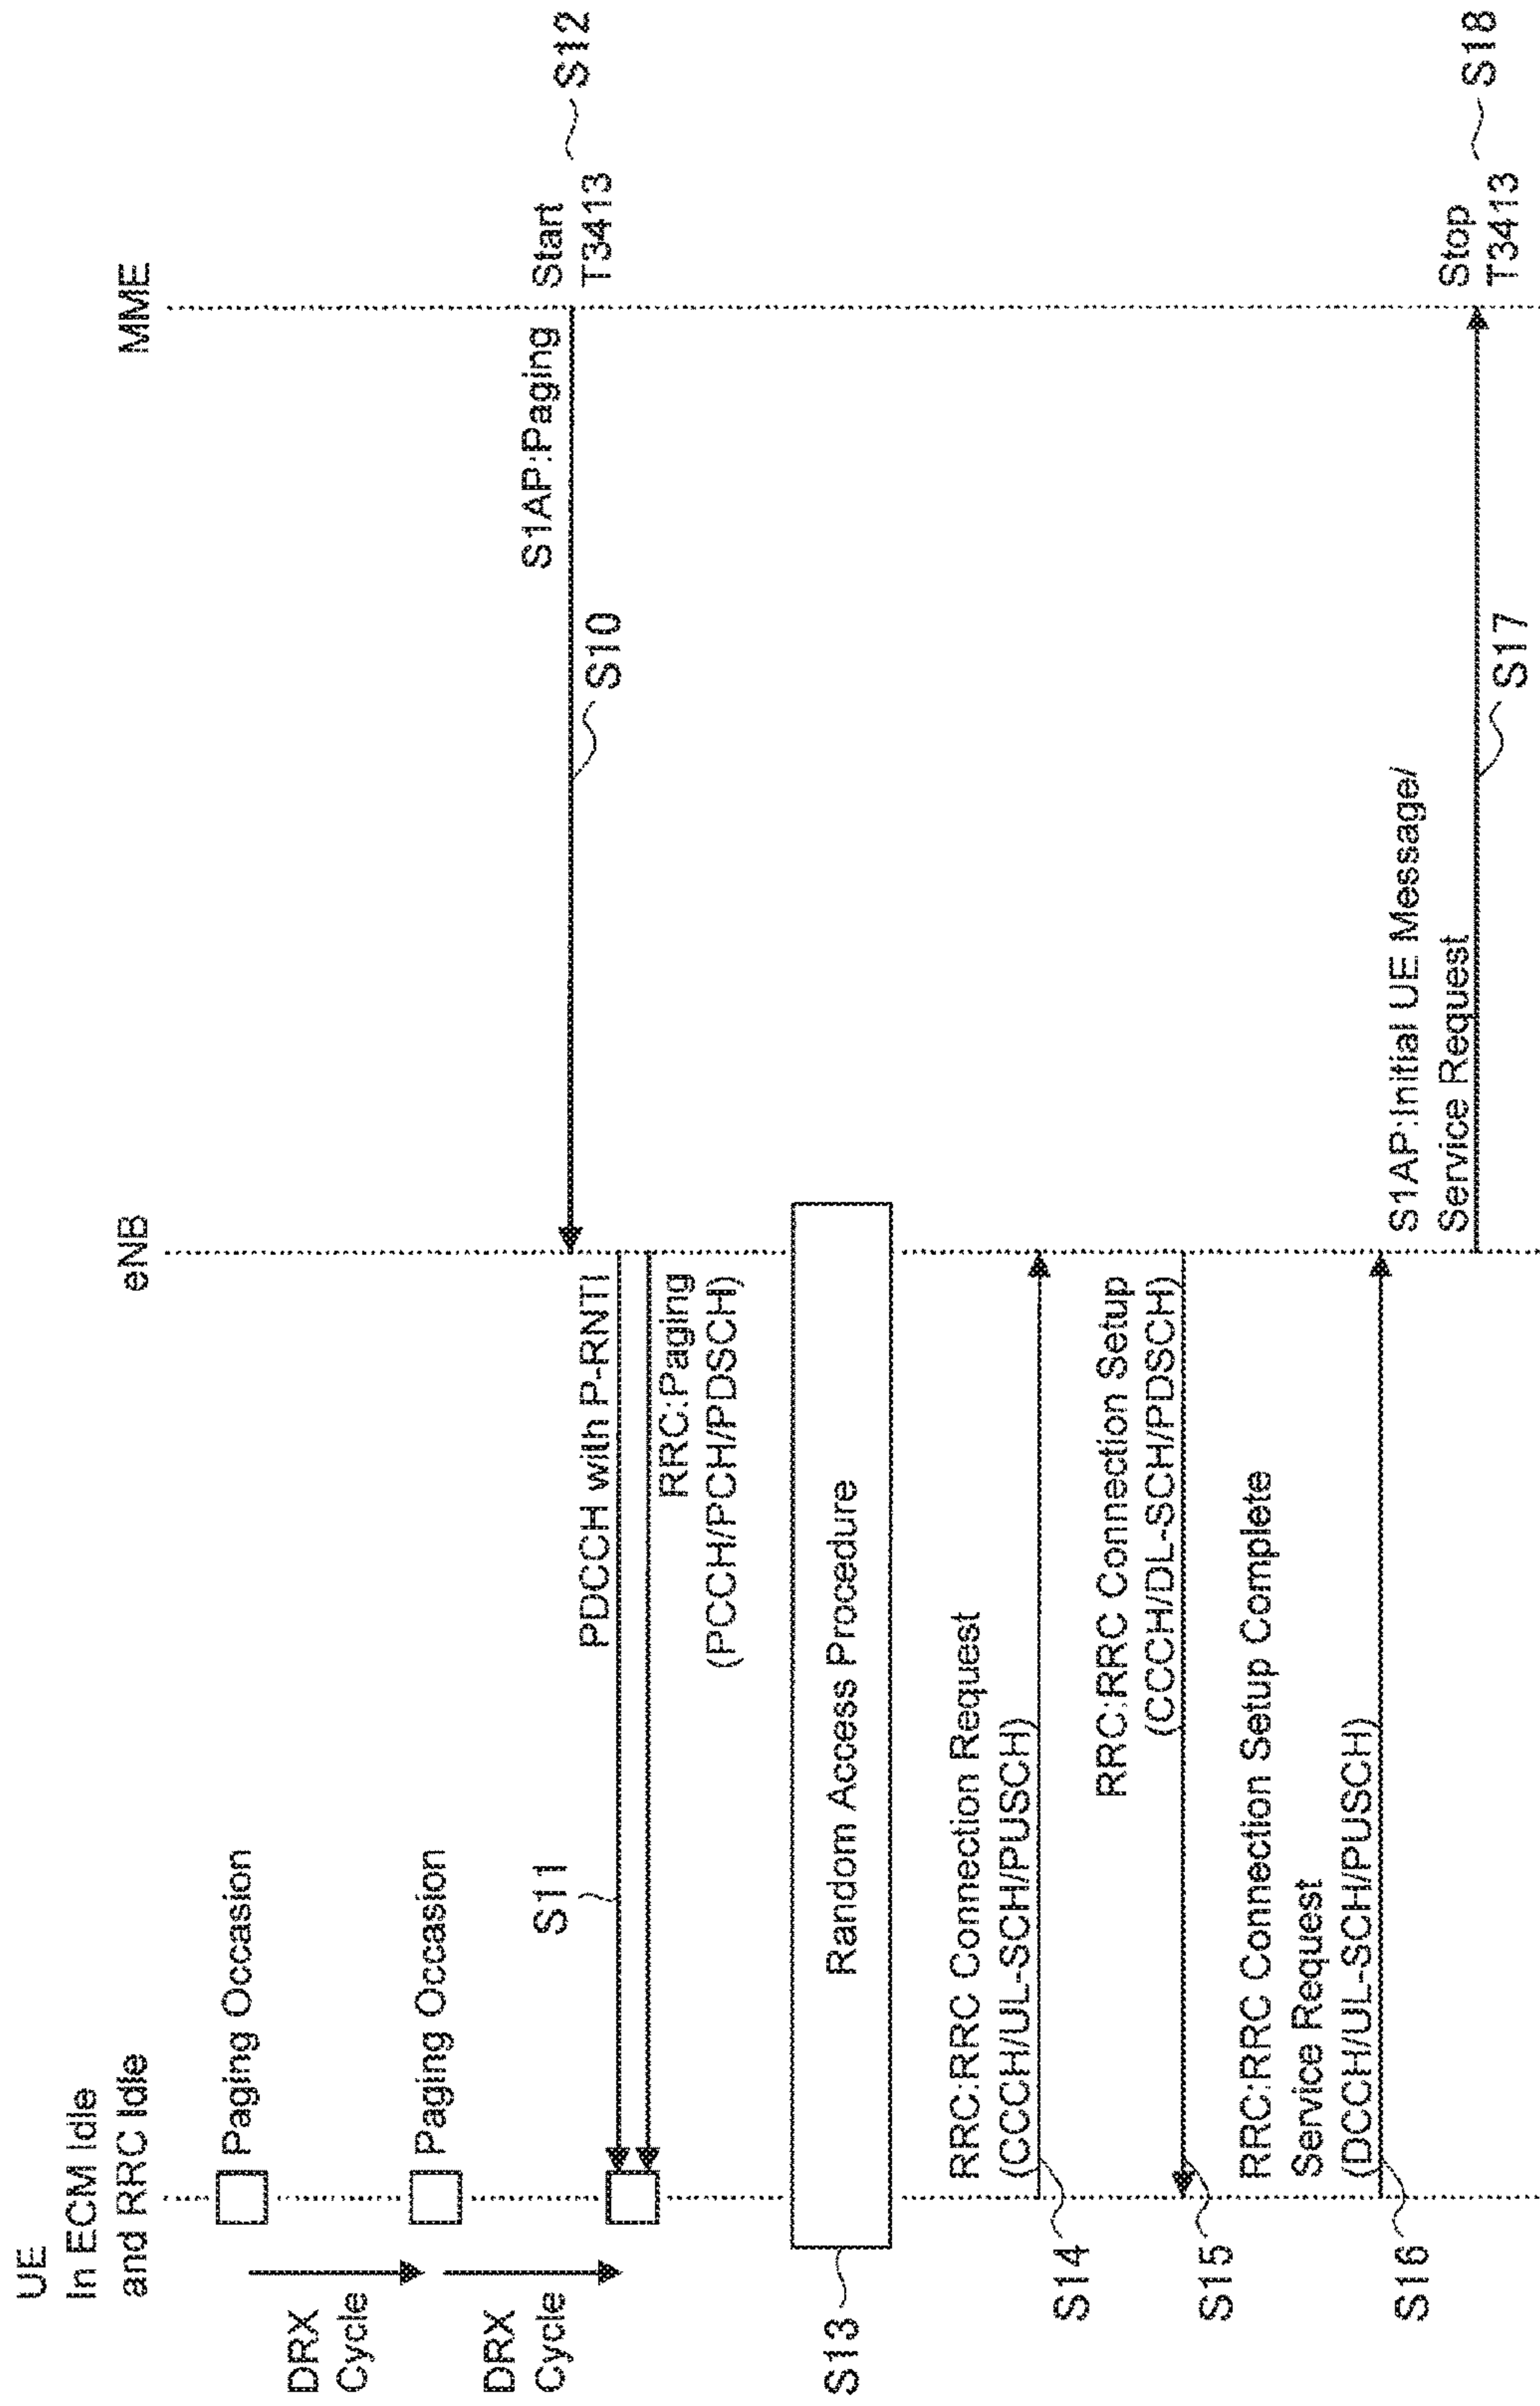 UE
In ECM Idle
and RRC Idle
eNB
MME
DRX
Cycle
Paging Occasion
DRX
Cycle
Paging Occasion
S1AP:Paging
Start
T3413
S12
S10
S11
PDCCH with P-RNTI
RRC:Paging
(PCCH/PCH/PDSCH)
S13
Random Access Procedure
RRC:RRC Connection Request
(CCCH/UL-SCH/PUSCH)
S14
RRC:RRC Connection Setup
(CCCH/DL-SCH/PDSCH)
S15
RRC:RRC Connection Setup Complete
Service Request
(DCCH/UL-SCH/PUSCH)
S16
S1AP:Initial UE Message/
Service Request
S17
Stop
T3413
S18